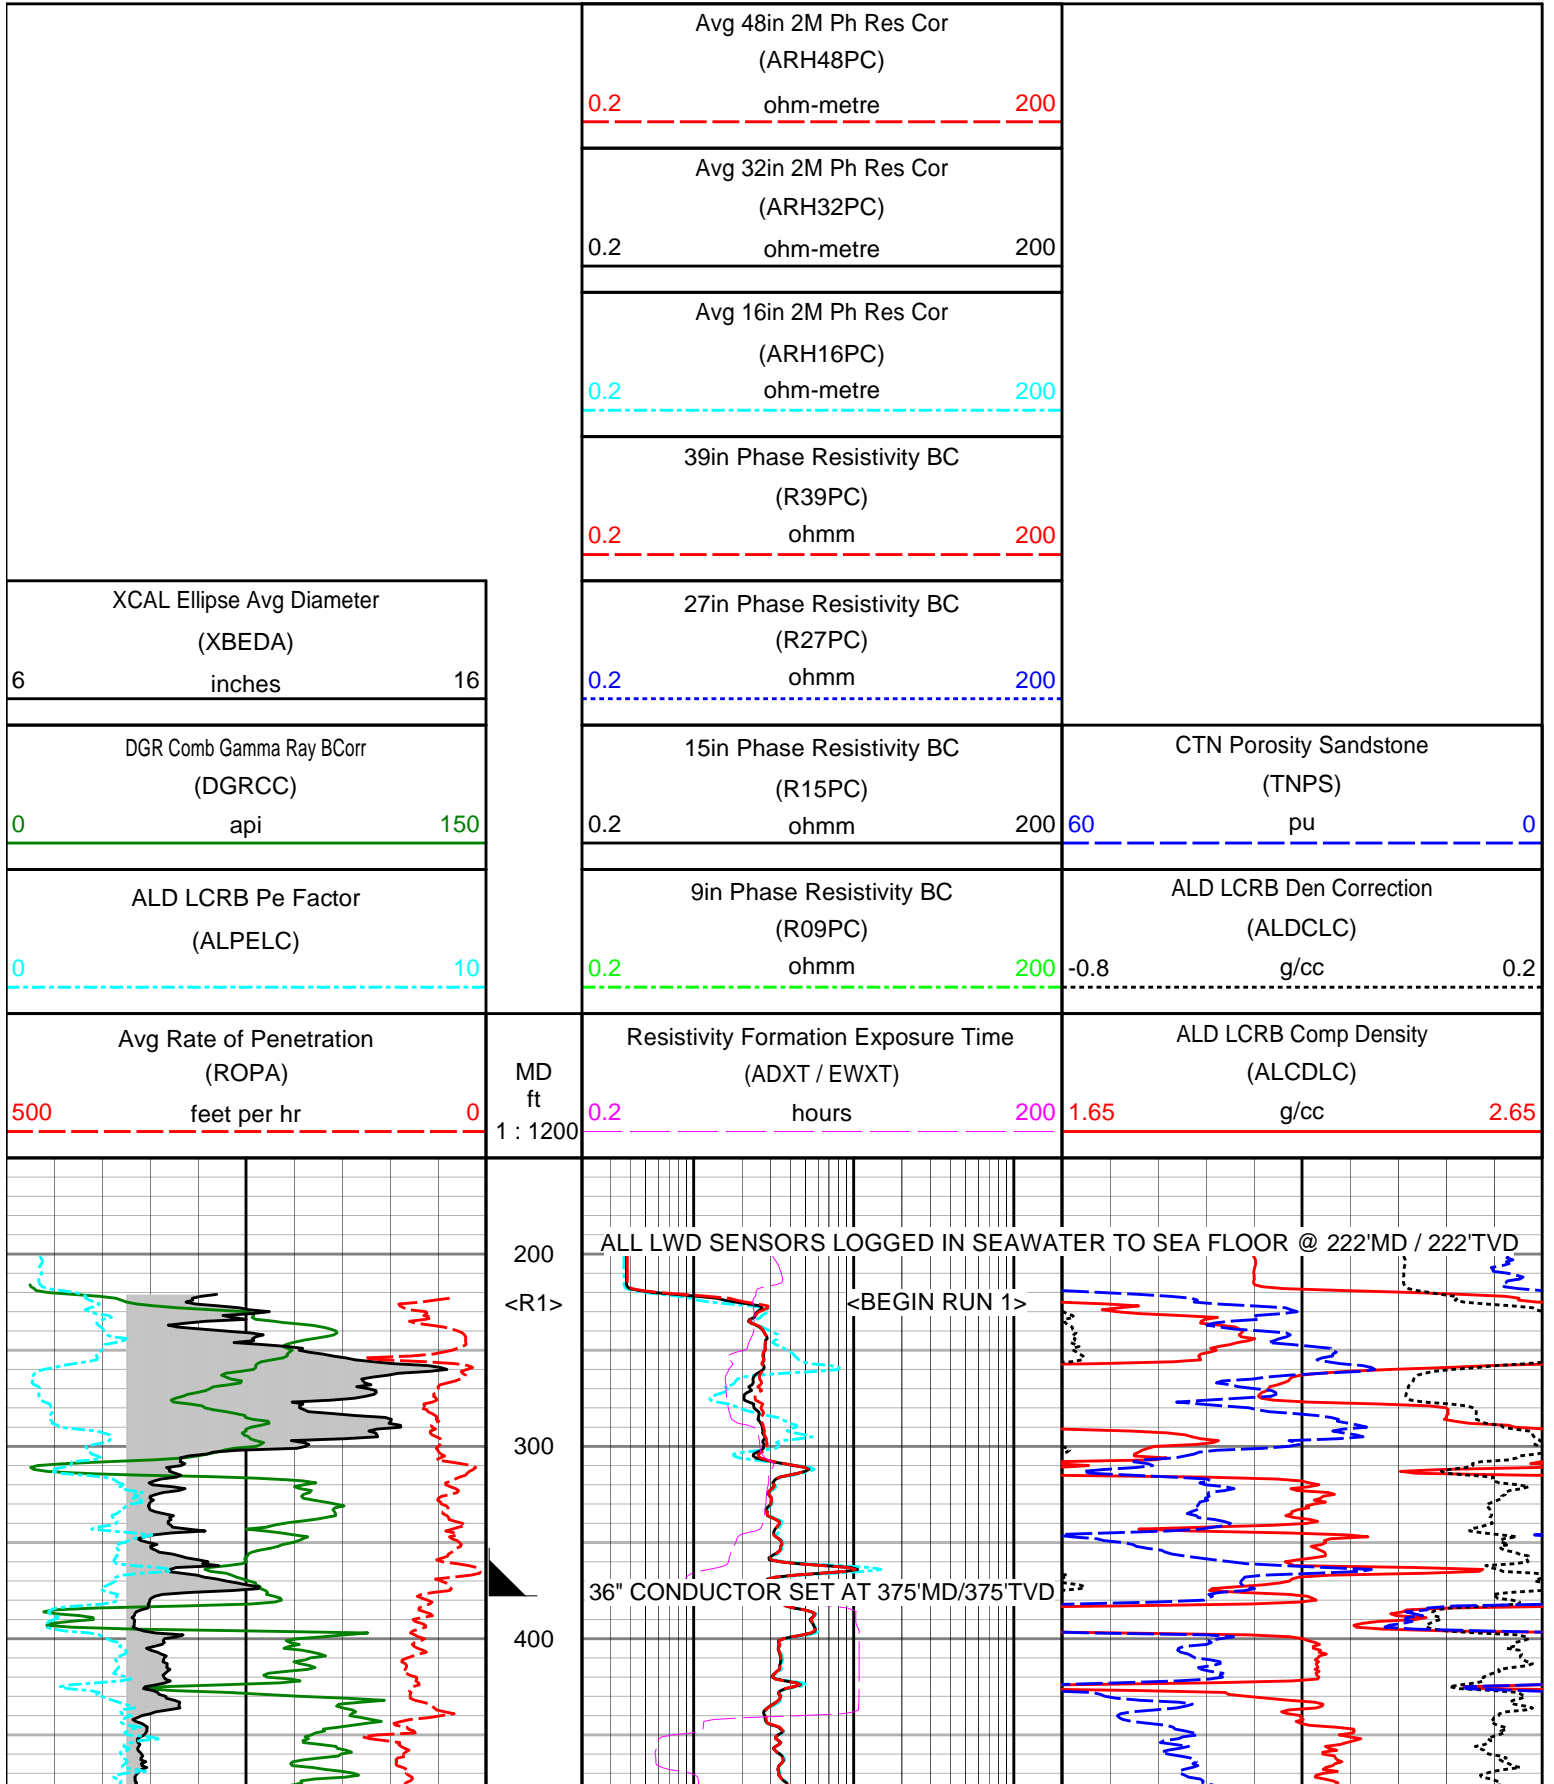 Avg 48in 2M Ph Res Cor
(ARH48PC)
0.2 ohm-metre 200
Avg 32in 2M Ph Res Cor
(ARH32PC)
0.2 ohm-metre 200
Avg 16in 2M Ph Res Cor
(ARH16PC)
0.2 ohm-metre 200
39in Phase Resistivity BC
(R39PC)
0.2 ohmm 200
XCAL Ellipse Avg Diameter
(XBEDA)
6 inches 16
27in Phase Resistivity BC
(R27PC)
0.2 ohmm 200
DGR Comb Gamma Ray BCorr
(DGRCC)
0 api 150
15in Phase Resistivity BC
(R15PC)
0.2 ohmm 200
CTN Porosity Sandstone
(TNPS)
60 pu 0
ALD LCRB Pe Factor
(ALPELC)
0 10
9in Phase Resistivity BC
(R09PC)
0.2 ohmm 200
ALD LCRB Den Correction
(ALDCLC)
-0.8 g/cc 0.2
Avg Rate of Penetration
(ROPA)
500 feet per hr 0
MD
ft
1 : 1200
Resistivity Formation Exposure Time
(ADXT / EWXT)
0.2 hours 200
ALD LCRB Comp Density
(ALCDLC)
1.65 g/cc 2.65
200
ALL LWD SENSORS LOGGED IN SEAWATER TO SEA FLOOR @ 222'MD / 222'TVD
<R1>
<BEGIN RUN 1>
300
36" CONDUCTOR SET AT 375'MD/375'TVD
400